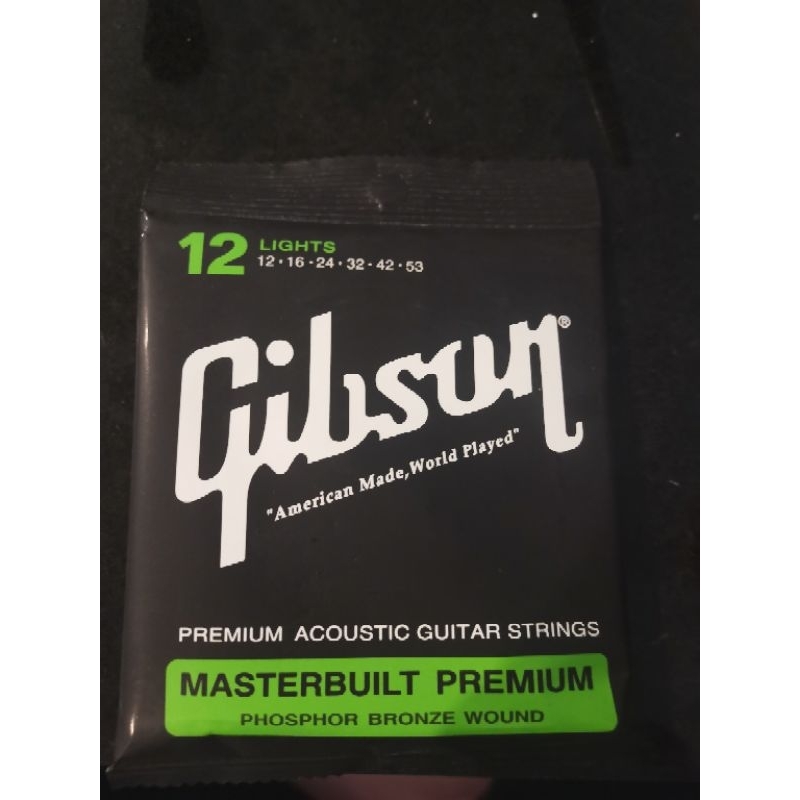 12 LIGHTS
12·16·24·32·42·53
Gibson®
"American Made,World Played"
PREMIUM ACOUSTIC GUITAR STRINGS
MASTERBUILT PREMIUM
PHOSPHOR BRONZE WOUND